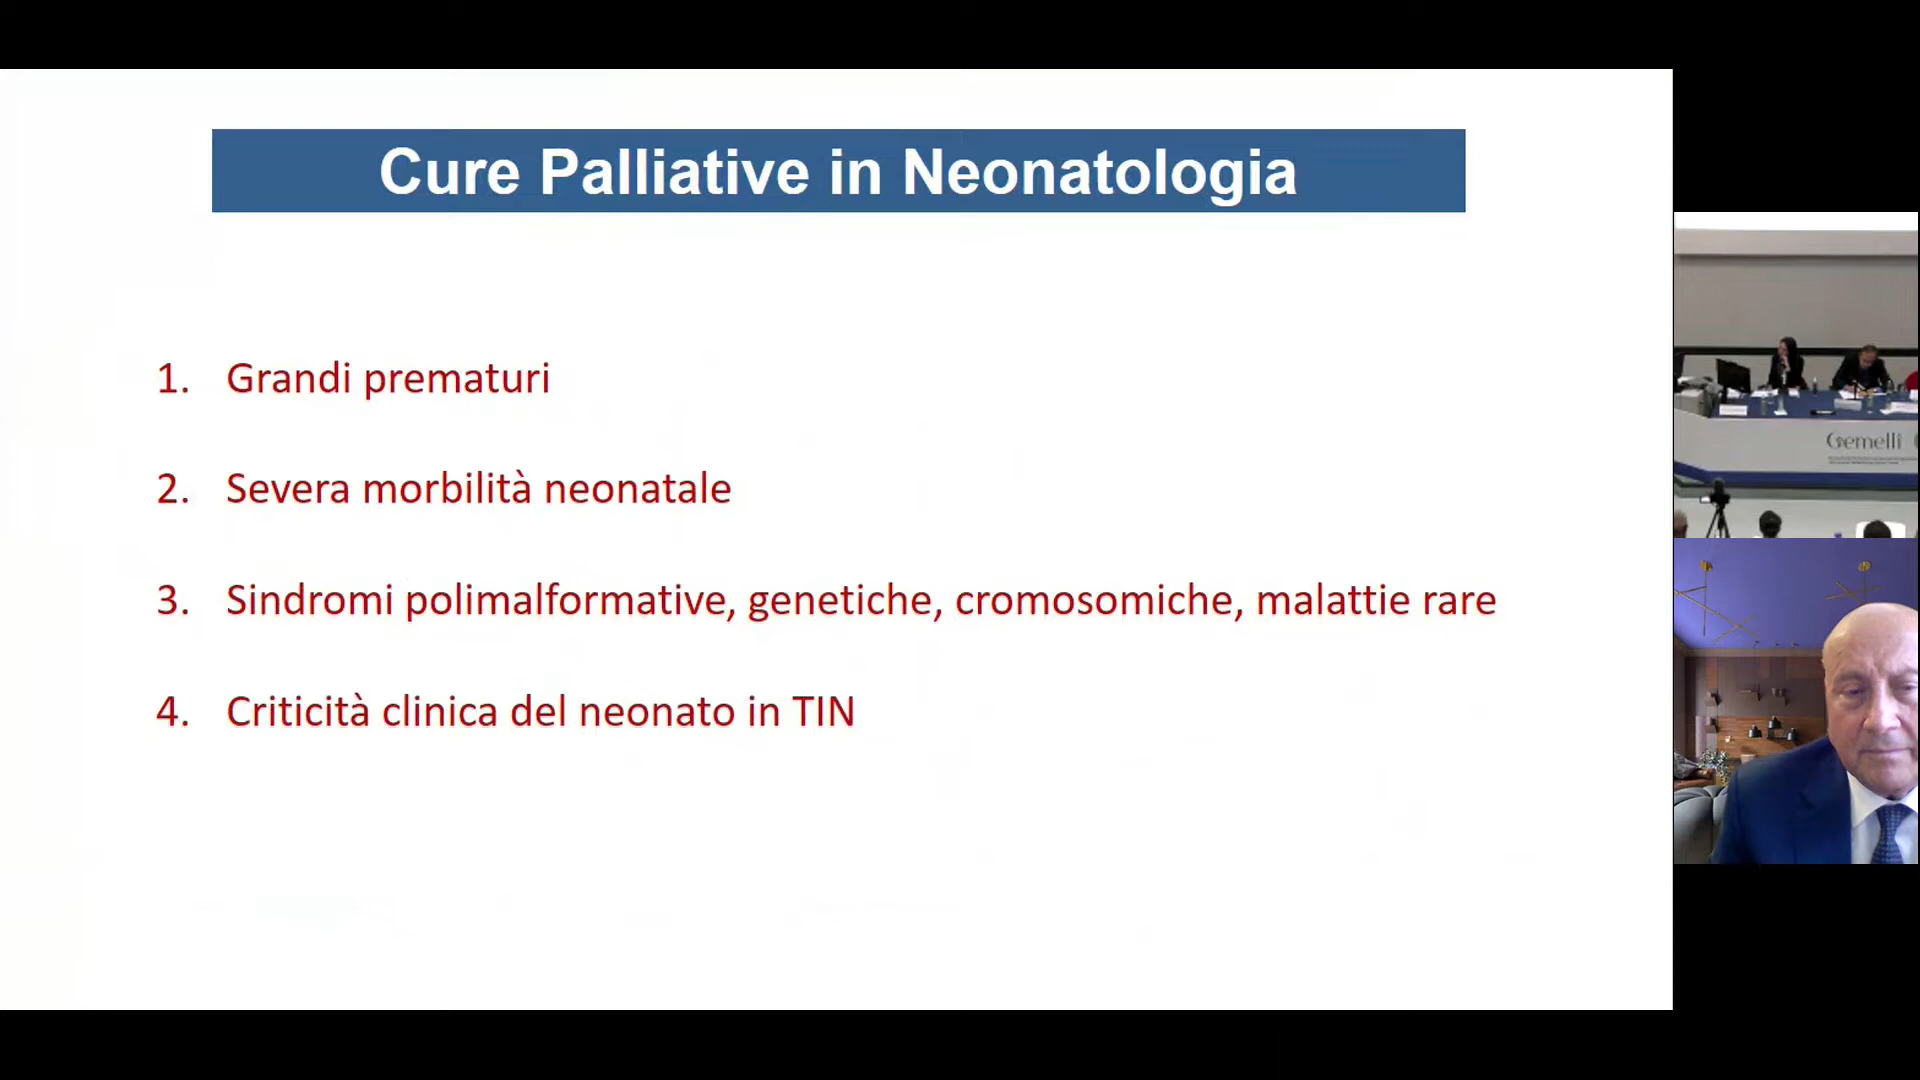 Cure Palliative in Neonatologia
1. Grandi prematuri
2. Severa morbilità neonatale
3. Sindromi polimalformative, genetiche, cromosomiche, malattie rare
4. Criticità clinica del neonato in TIN
Gemelli